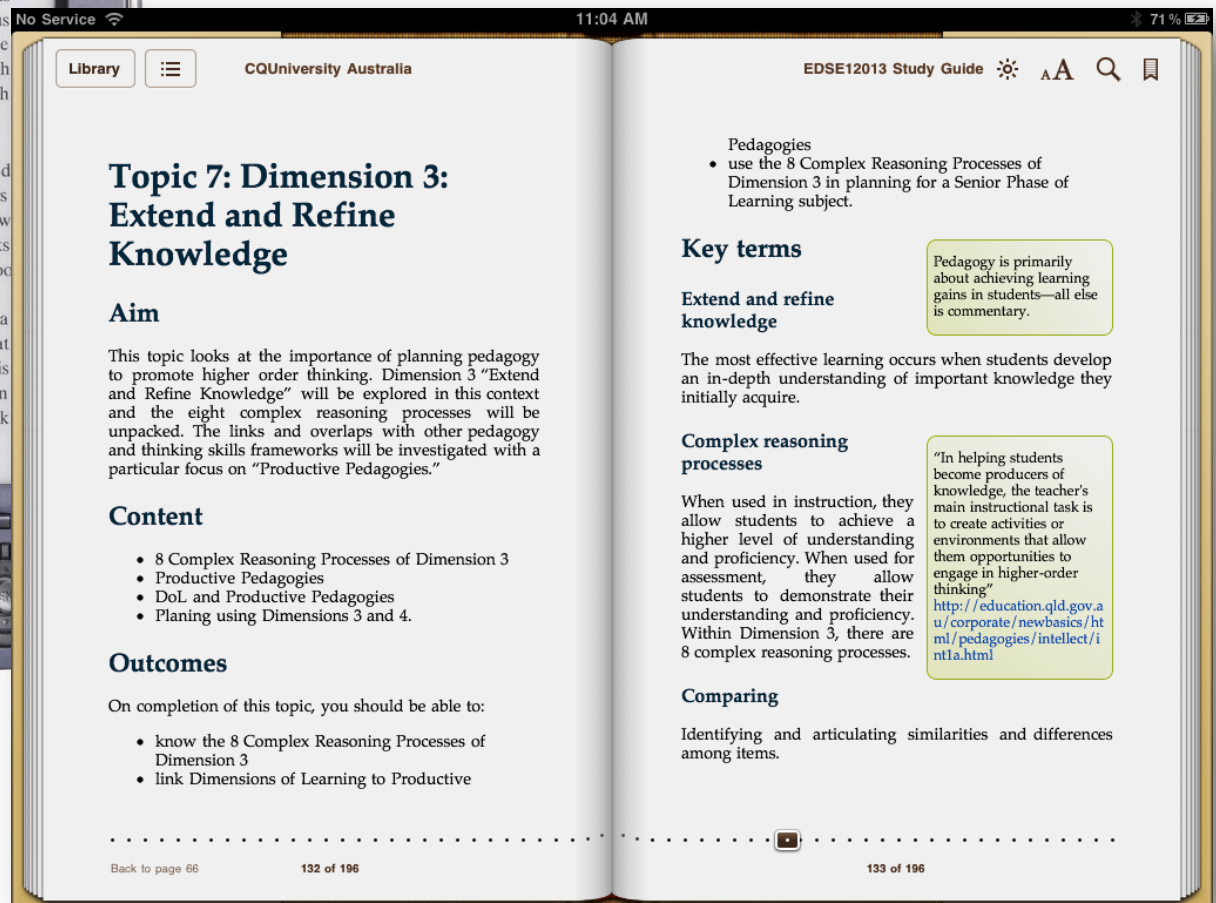 No Service
11:04 AM
71 %
Library
CQUniversity Australia
EDSE12013 Study Guide
AA
Topic 7: Dimension 3:
Extend and Refine
Knowledge
Aim
This topic looks at the importance of planning pedagogy
to promote higher order thinking. Dimension 3 “Extend
and Refine Knowledge” will be explored in this context
and the eight complex reasoning processes will be
unpacked. The links and overlaps with other pedagogy
and thinking skills frameworks will be investigated with a
particular focus on “Productive Pedagogies.”
Content
• 8 Complex Reasoning Processes of Dimension 3
• Productive Pedagogies
• DoL and Productive Pedagogies
• Planing using Dimensions 3 and 4.
Outcomes
On completion of this topic, you should be able to:
• know the 8 Complex Reasoning Processes of
Dimension 3
• link Dimensions of Learning to Productive
Back to page 66
132 of 196
Pedagogies
• use the 8 Complex Reasoning Processes of
Dimension 3 in planning for a Senior Phase of
Learning subject.
Key terms
Pedagogy is primarily
about achieving learning
gains in students—all else
is commentary.
Extend and refine
knowledge
The most effective learning occurs when students develop
an in-depth understanding of important knowledge they
initially acquire.
Complex reasoning
processes
When used in instruction, they
allow students to achieve a
higher level of understanding
and proficiency. When used for
assessment, they allow
students to demonstrate their
understanding and proficiency.
Within Dimension 3, there are
8 complex reasoning processes.
“In helping students
become producers of
knowledge, the teacher's
main instructional task is
to create activities or
environments that allow
them opportunities to
engage in higher-order
thinking”
http://education.qld.gov.a
u/corporate/newbasics/ht
ml/pedagogies/intellect/i
nt1a.html
Comparing
Identifying and articulating similarities and differences
among items.
133 of 196